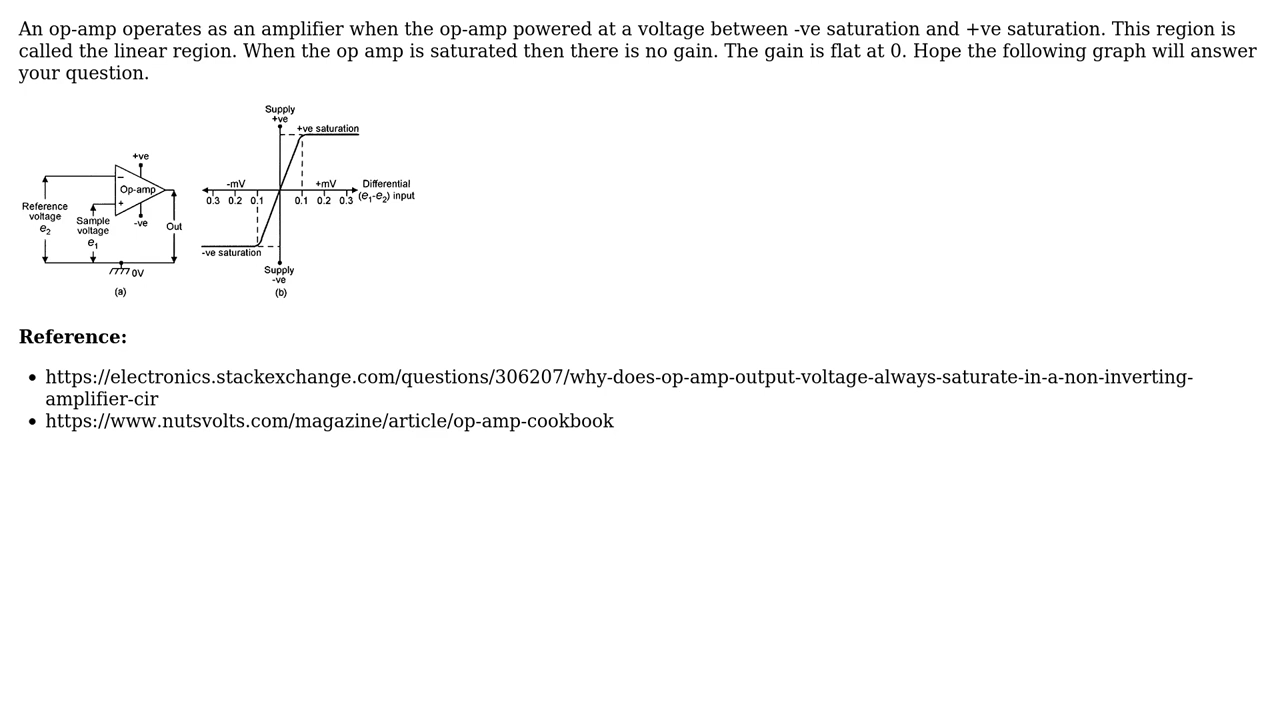 An op-amp operates as an amplifier when the op-amp powered at a voltage between -ve saturation and +ve saturation. This region is
called the linear region. When the op amp is saturated then there is no gain. The gain is flat at 0. Hope the following graph will answer
your question.
Supply
+ve
+ve saturation
+ve
-mV
+mV
Differential
(e₁-e₂) input
0.3 0.2 0.1
0.1 0.2 0.3
−
Op-amp
+
-ve
Reference
voltage
e₂
Sample
voltage
e₁
Out
-ve saturation
0V
Supply
-ve
(a)
(b)
Reference:
• https://electronics.stackexchange.com/questions/306207/why-does-op-amp-output-voltage-always-saturate-in-a-non-inverting-
amplifier-cir
• https://www.nutsvolts.com/magazine/article/op-amp-cookbook